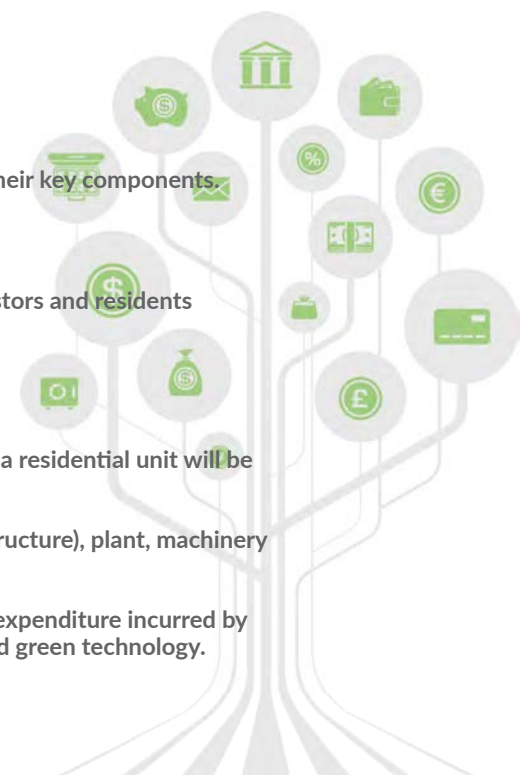 heir key components.
stors and residents
a residential unit will be
ructure), plant, machinery
expenditure incurred by
d green technology.